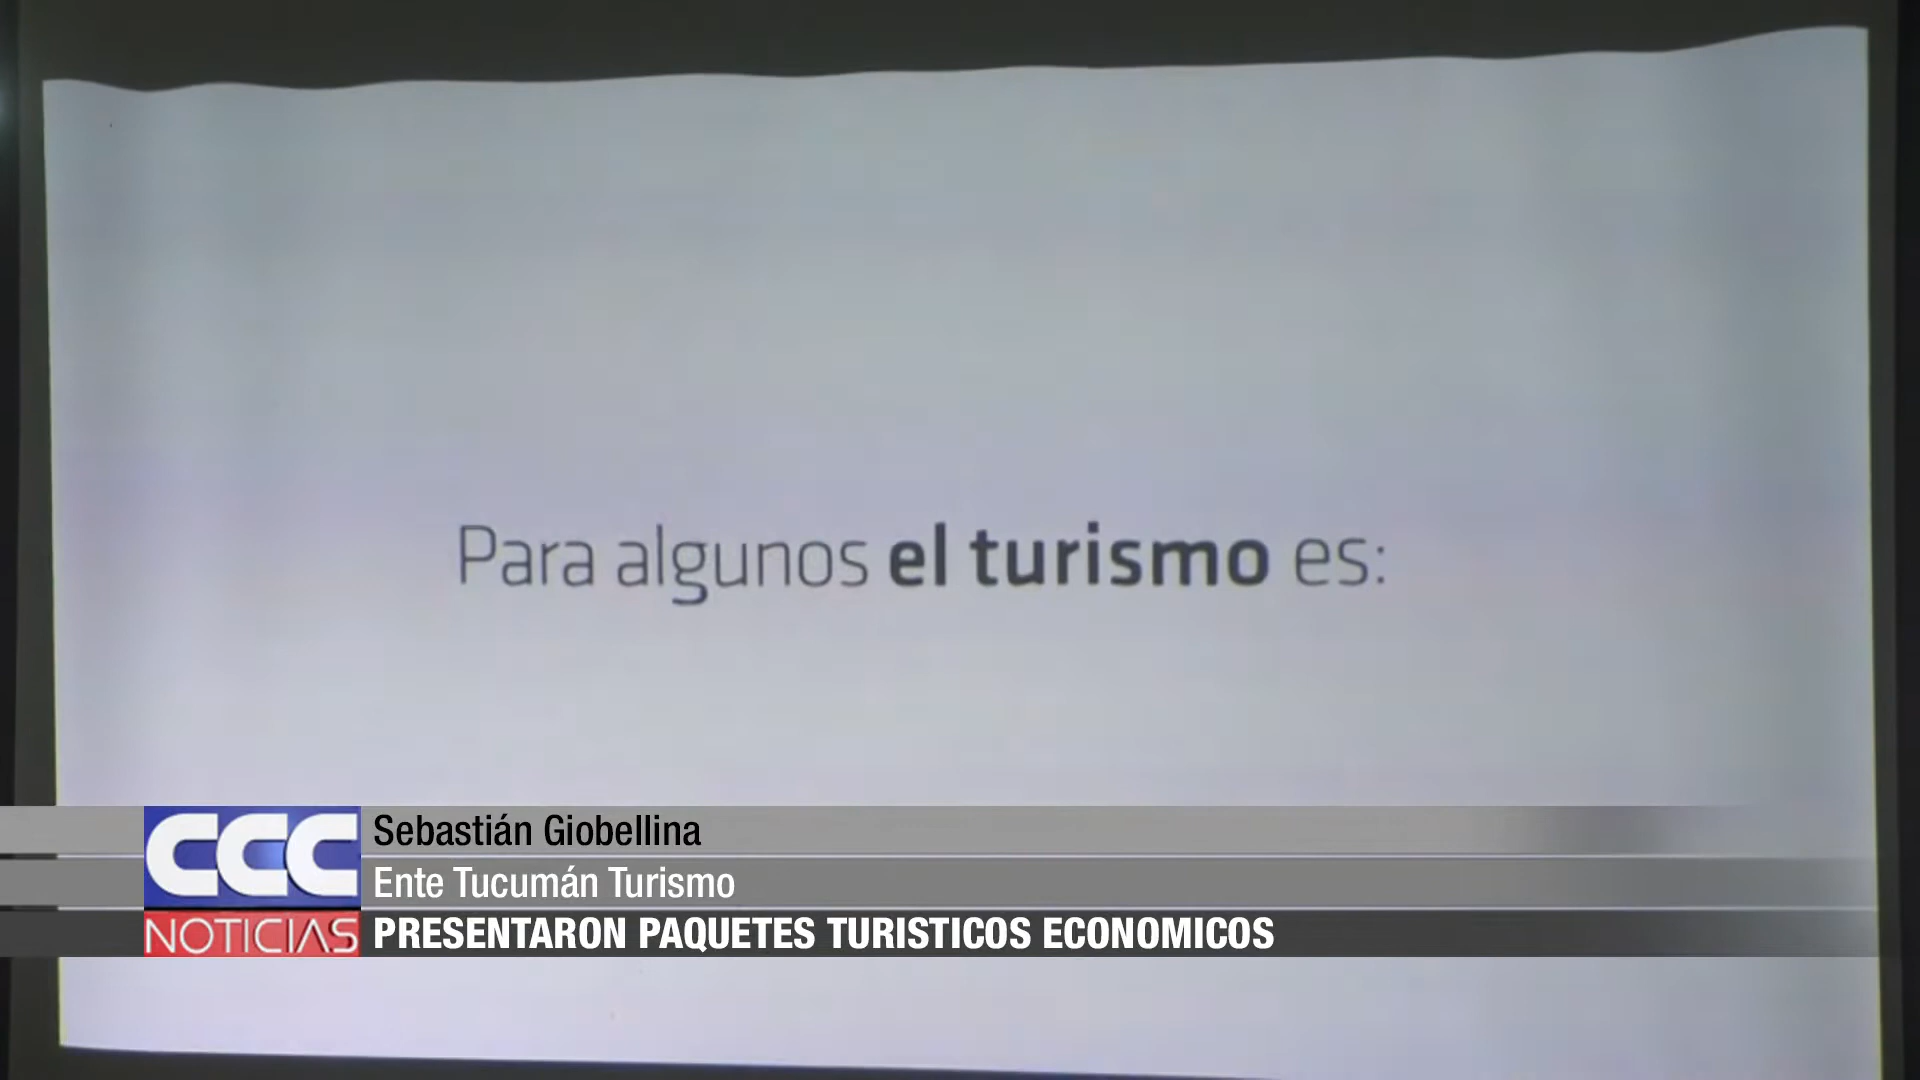 Para algunos el turismo es:
CCC
NOTICIAS
Sebastián Giobellina
Ente Tucumán Turismo
PRESENTARON PAQUETES TURISTICOS ECONOMICOS